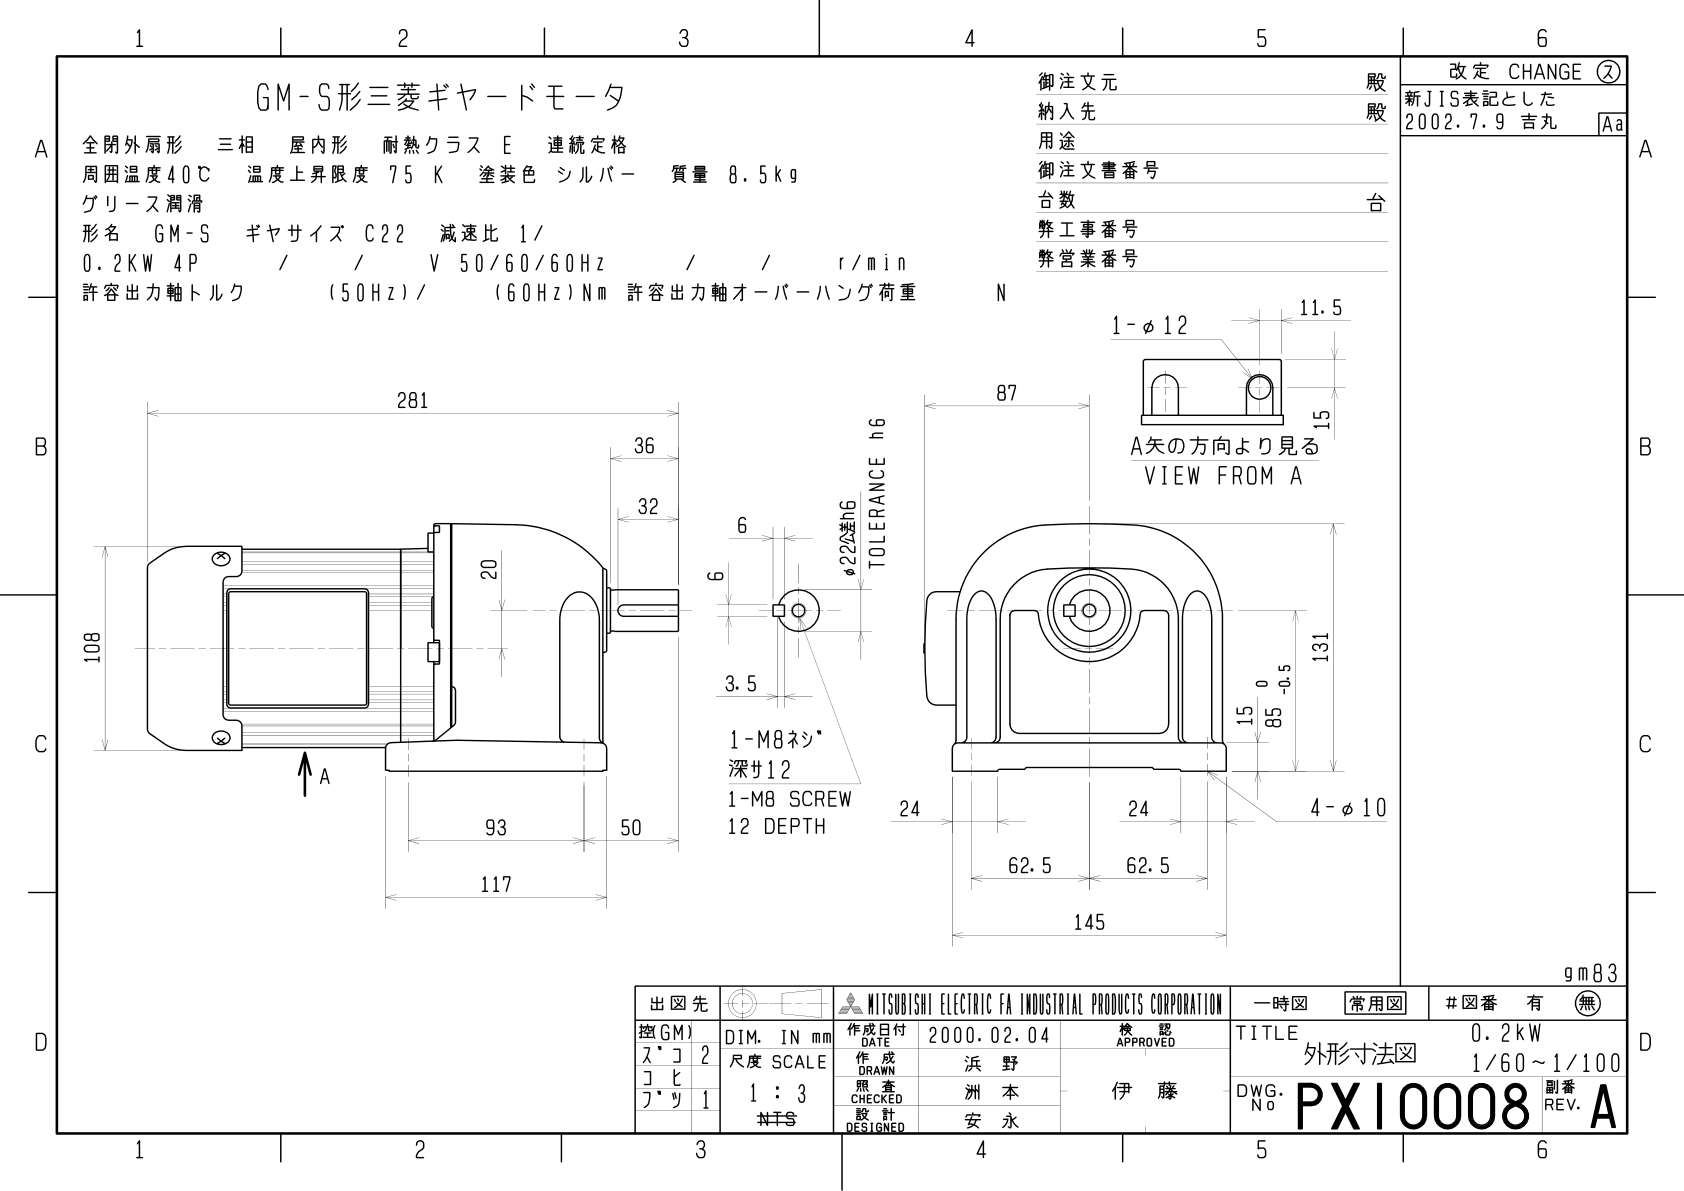 1 2 3 4 5 6
GM-S形三菱ギヤードモータ
全閉外扇形 三相 屋内形 耐熱クラス E 連続定格
周囲温度40℃ 温度上昇限度 75 K 塗装色 シルバー 質量 8.5kg
グリース潤滑
形名 GM-S ギヤサイズ C22 減速比 1/
0.2KW 4P / / V 50/60/60Hz / / r/min
許容出力軸トルク (50Hz)/ (60Hz)Nm 許容出力軸オーバーハング荷重 N
御注文元 殿
納入先 殿
用途
御注文書番号
台数 台
弊工事番号
弊営業番号
改定 CHANGE ス
新JIS表記とした
2002.7.9 吉丸 Aa
A A
B B
C C
D D
281
36
32
20
108
A
93 50
117
6
6
3.5
φ22公差h6
TOLERANCE h6
1-M8ネジ
深サ12
1-M8 SCREW
12 DEPTH
1-φ12
11.5
15
A矢の方向より見る
VIEW FROM A
87
131
15
85 0 -0.5
24 24
4-φ10
62.5 62.5
145
gm83
出図先
控(GM)
ズコ 2
コヒ
ブツ 1
DIM. IN mm
尺度 SCALE
1 : 3
NTS
MITSUBISHI ELECTRIC FA INDUSTRIAL PRODUCTS CORPORATION
作成日付 DATE 2000.02.04
作成 DRAWN 浜野
照査 CHECKED 洲本
設計 DESIGNED 安永
検認 APPROVED
伊藤
一時図 常用図 #図番 有 無
TITLE 0.2kW
外形寸法図 1/60~1/100
DWG. No PX10008
副番 REV. A
1 2 3 4 5 6